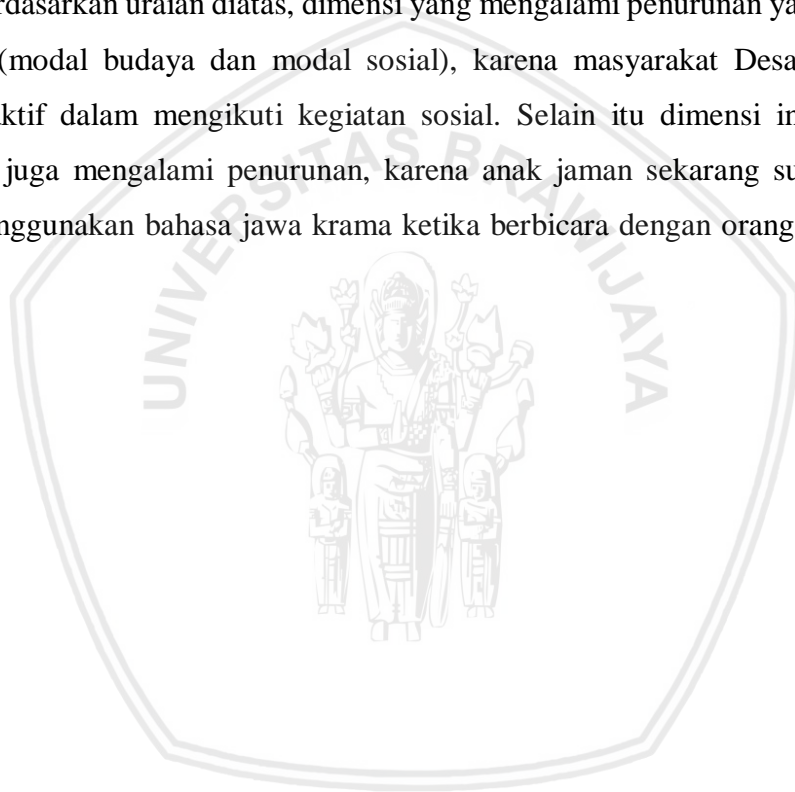 rdasarkan uraian diatas, dimensi yang mengalami penurunan ya
(modal budaya dan modal sosial), karena masyarakat Desa
ktif dalam mengikuti kegiatan sosial. Selain itu dimensi in
juga mengalami penurunan, karena anak jaman sekarang su
nggunakan bahasa jawa krama ketika berbicara dengan orang
UNIVERSITAS BRAWIJAYA